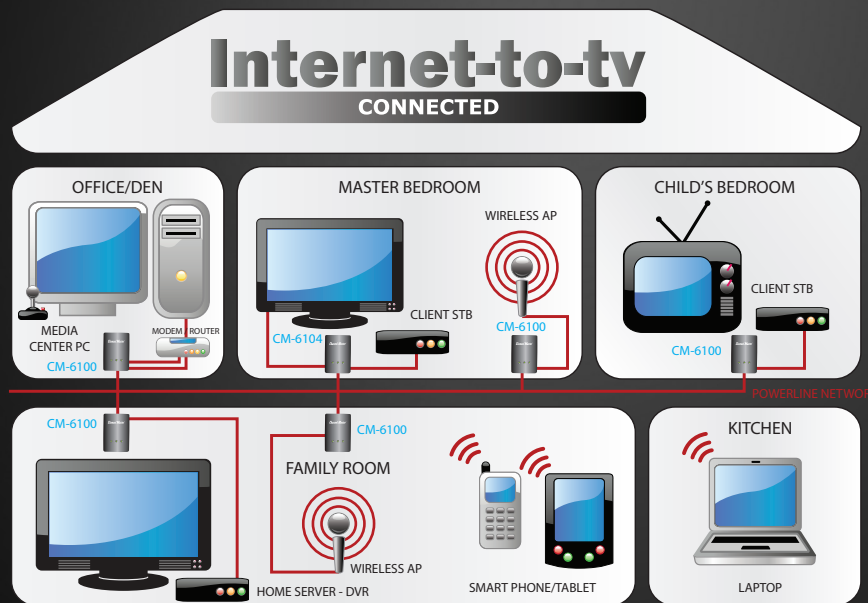 Internet-to-tv
CONNECTED
OFFICE/DEN
MEDIA
CENTER PC
MODEM / ROUTER
CM-6100
MASTER BEDROOM
WIRELESS AP
CLIENT STB
CM-6104
CM-6100
CHILD'S BEDROOM
CLIENT STB
CM-6100
POWERLINE NETWOR
CM-6100
CM-6100
FAMILY ROOM
WIRELESS AP
HOME SERVER - DVR
SMART PHONE/TABLET
KITCHEN
LAPTOP